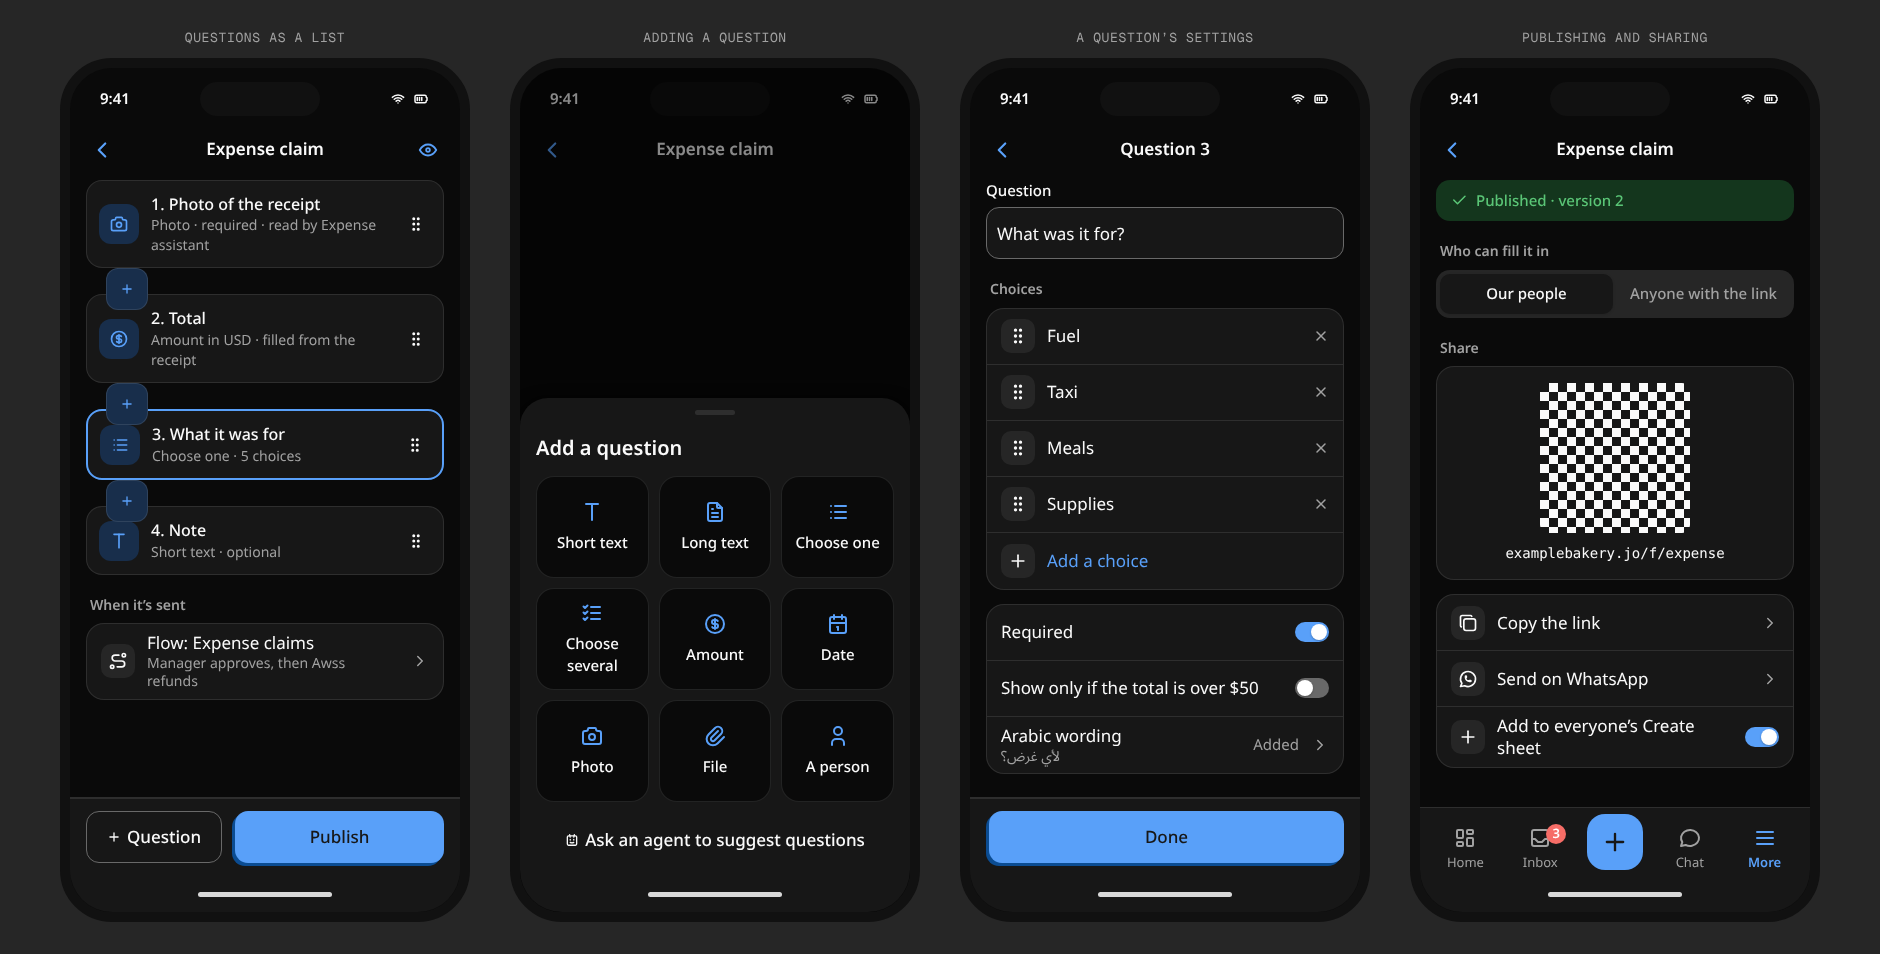 QUESTIONS AS A LIST
9:41
Expense claim
1. Photo of the receipt
Photo · required · read by Expense
assistant
+
2. Total
Amount in USD · filled from the
receipt
+
3. What it was for
Choose one · 5 choices
+
4. Note
Short text · optional
When it’s sent
Flow: Expense claims
Manager approves, then Awss
refunds
+ Question
Publish
ADDING A QUESTION
9:41
Expense claim
Add a question
Short text
Long text
Choose one
Choose
several
Amount
Date
Photo
File
A person
Ask an agent to suggest questions
A QUESTION’S SETTINGS
9:41
Question 3
Question
What was it for?
Choices
Fuel
Taxi
Meals
Supplies
+ Add a choice
Required
Show only if the total is over $50
Arabic wording
لأي غرض؟
Added
Done
PUBLISHING AND SHARING
9:41
Expense claim
Published · version 2
Who can fill it in
Our people
Anyone with the link
Share
examplebakery.jo/f/expense
Copy the link
Send on WhatsApp
+ Add to everyone’s Create
sheet
Home
Inbox
3
+
Chat
More